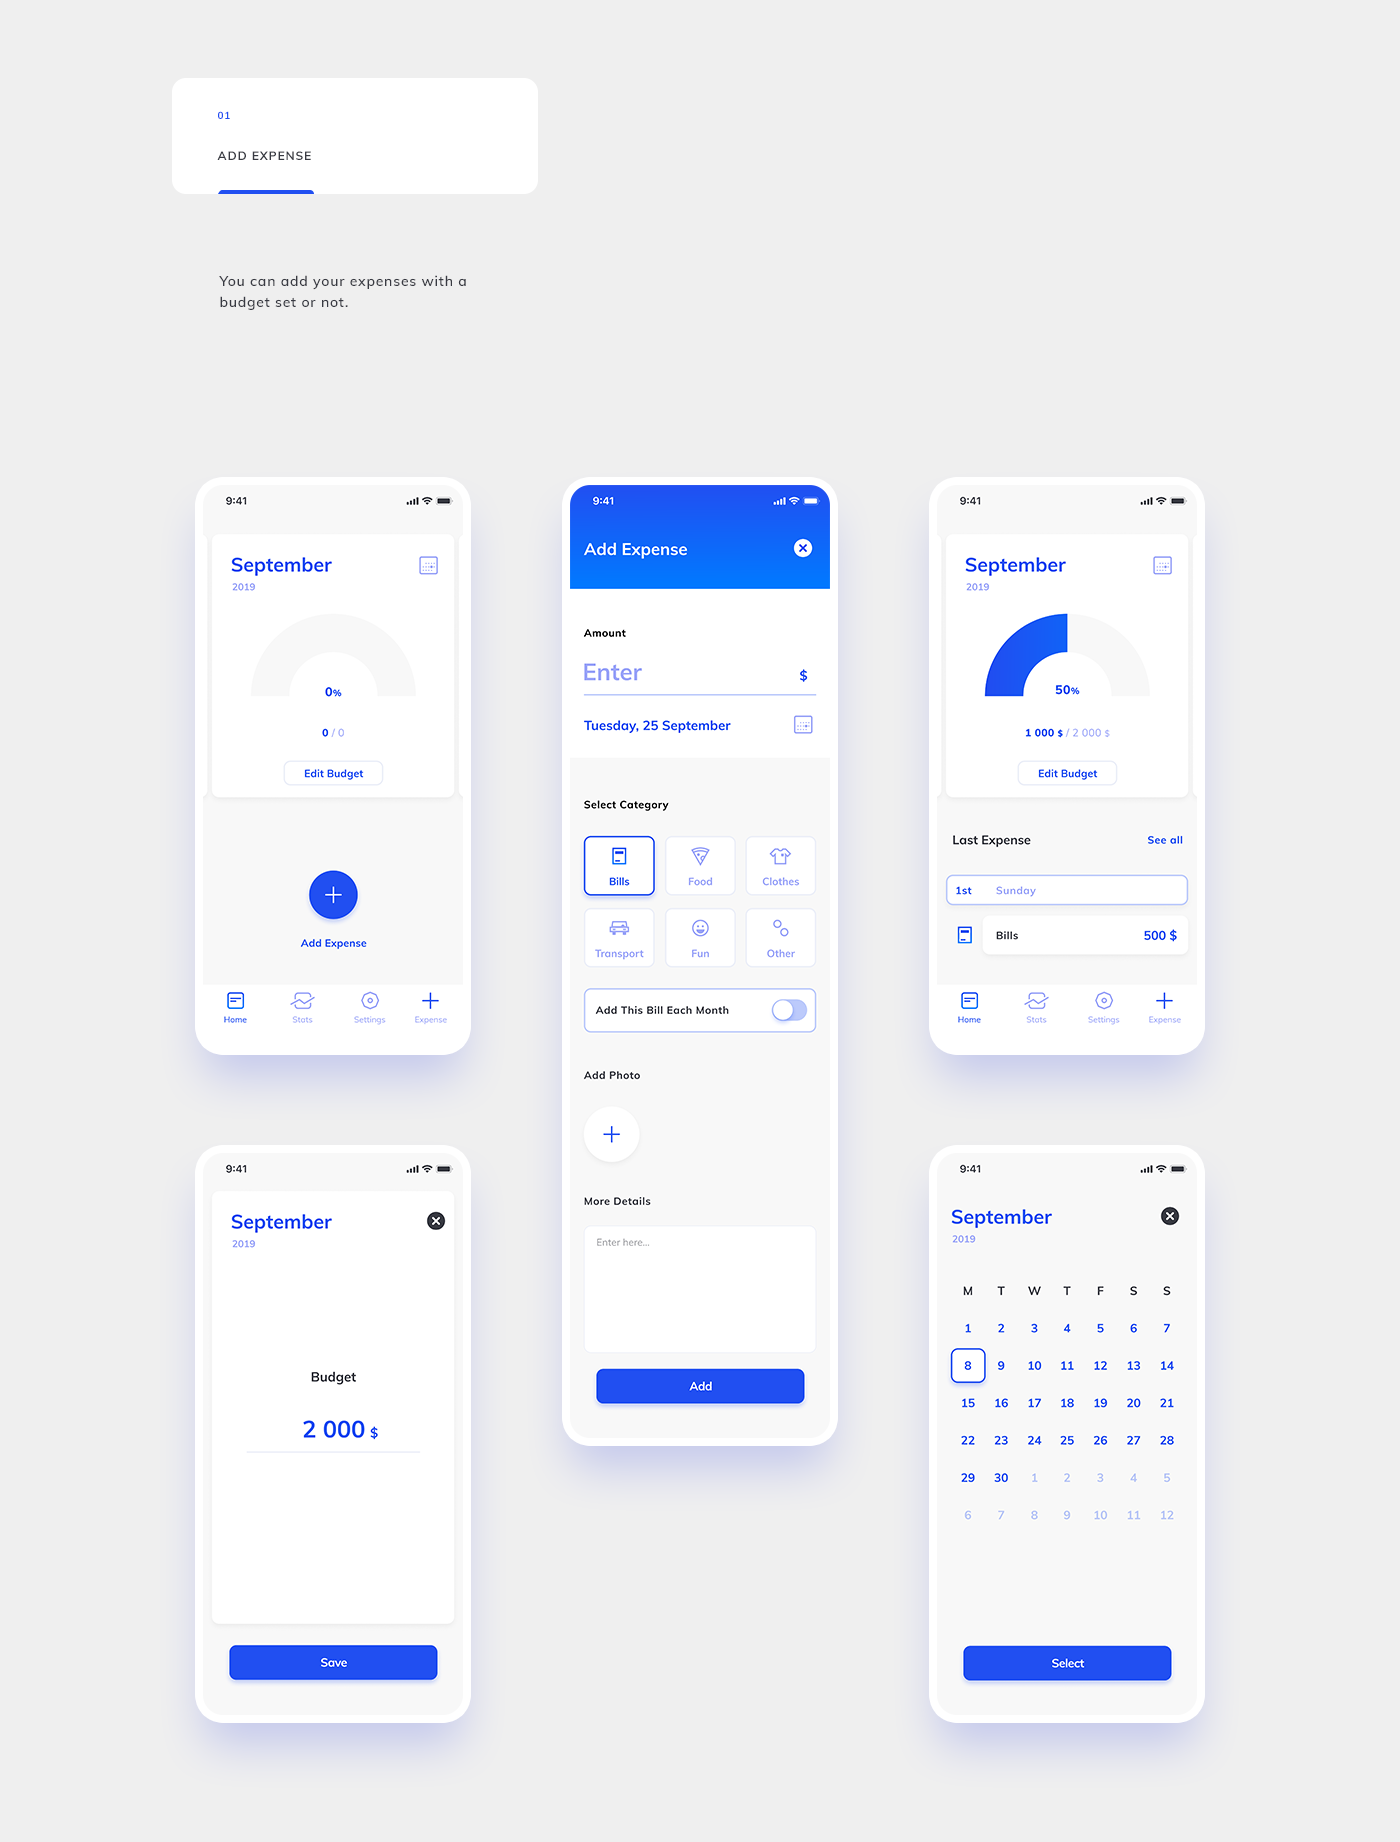 01
ADD EXPENSE
You can add your expenses with a
budget set or not.
9:41
September
2019
0%
0 / 0
Edit Budget
Add Expense
Home Stats Settings Expense
9:41
Add Expense
Amount
Enter $
Tuesday, 25 September
Select Category
Bills Food Clothes
Transport Fun Other
Add This Bill Each Month
Add Photo
More Details
Enter here...
Add
9:41
September
2019
50%
1 000 $ / 2 000 $
Edit Budget
Last Expense See all
1st Sunday
Bills 500 $
Home Stats Settings Expense
9:41
September
2019
Budget
2 000 $
Save
9:41
September
2019
M T W T F S S
1 2 3 4 5 6 7
8 9 10 11 12 13 14
15 16 17 18 19 20 21
22 23 24 25 26 27 28
29 30 1 2 3 4 5
6 7 8 9 10 11 12
Select